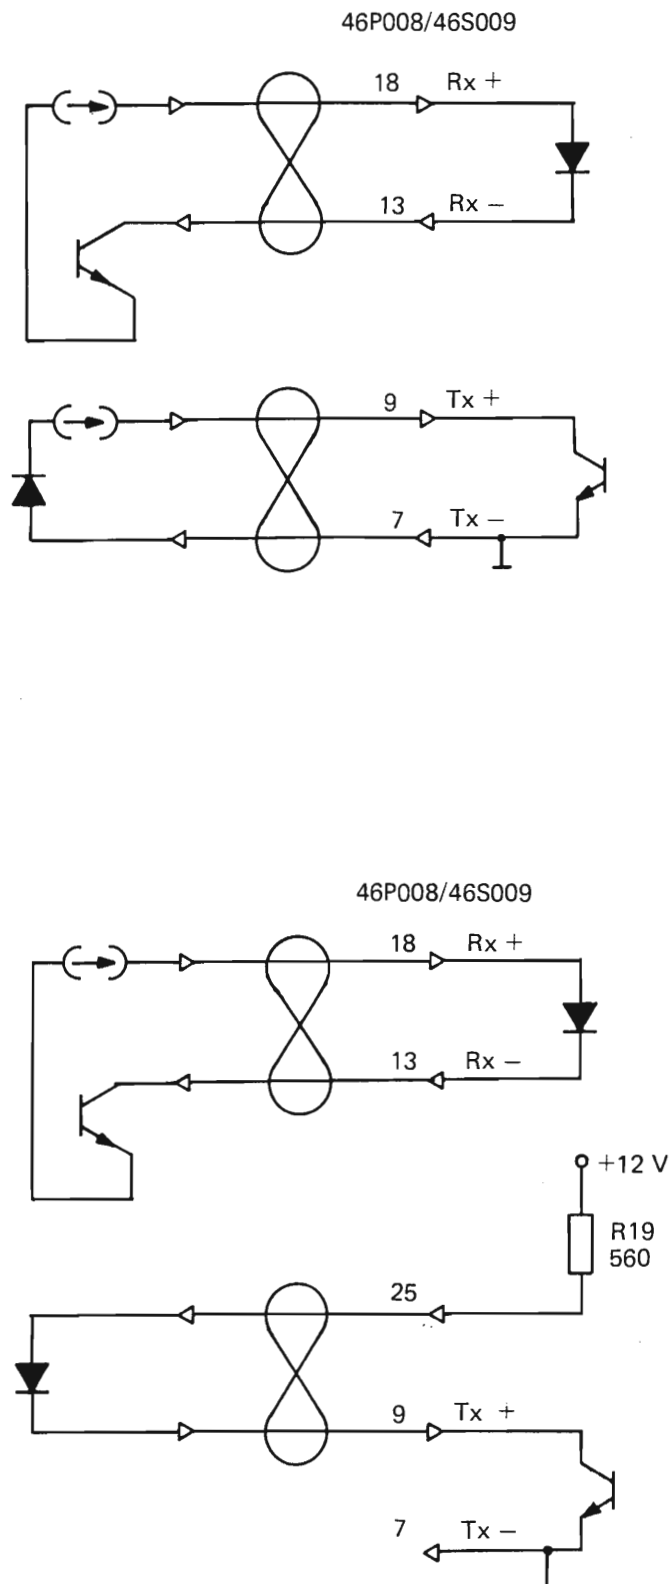 46P008/46S009
18 Rx +
13 Rx –
9 Tx +
7 Tx –
46P008/46S009
18 Rx +
13 Rx –
+12 V
R19
560
25
9 Tx +
7 Tx –